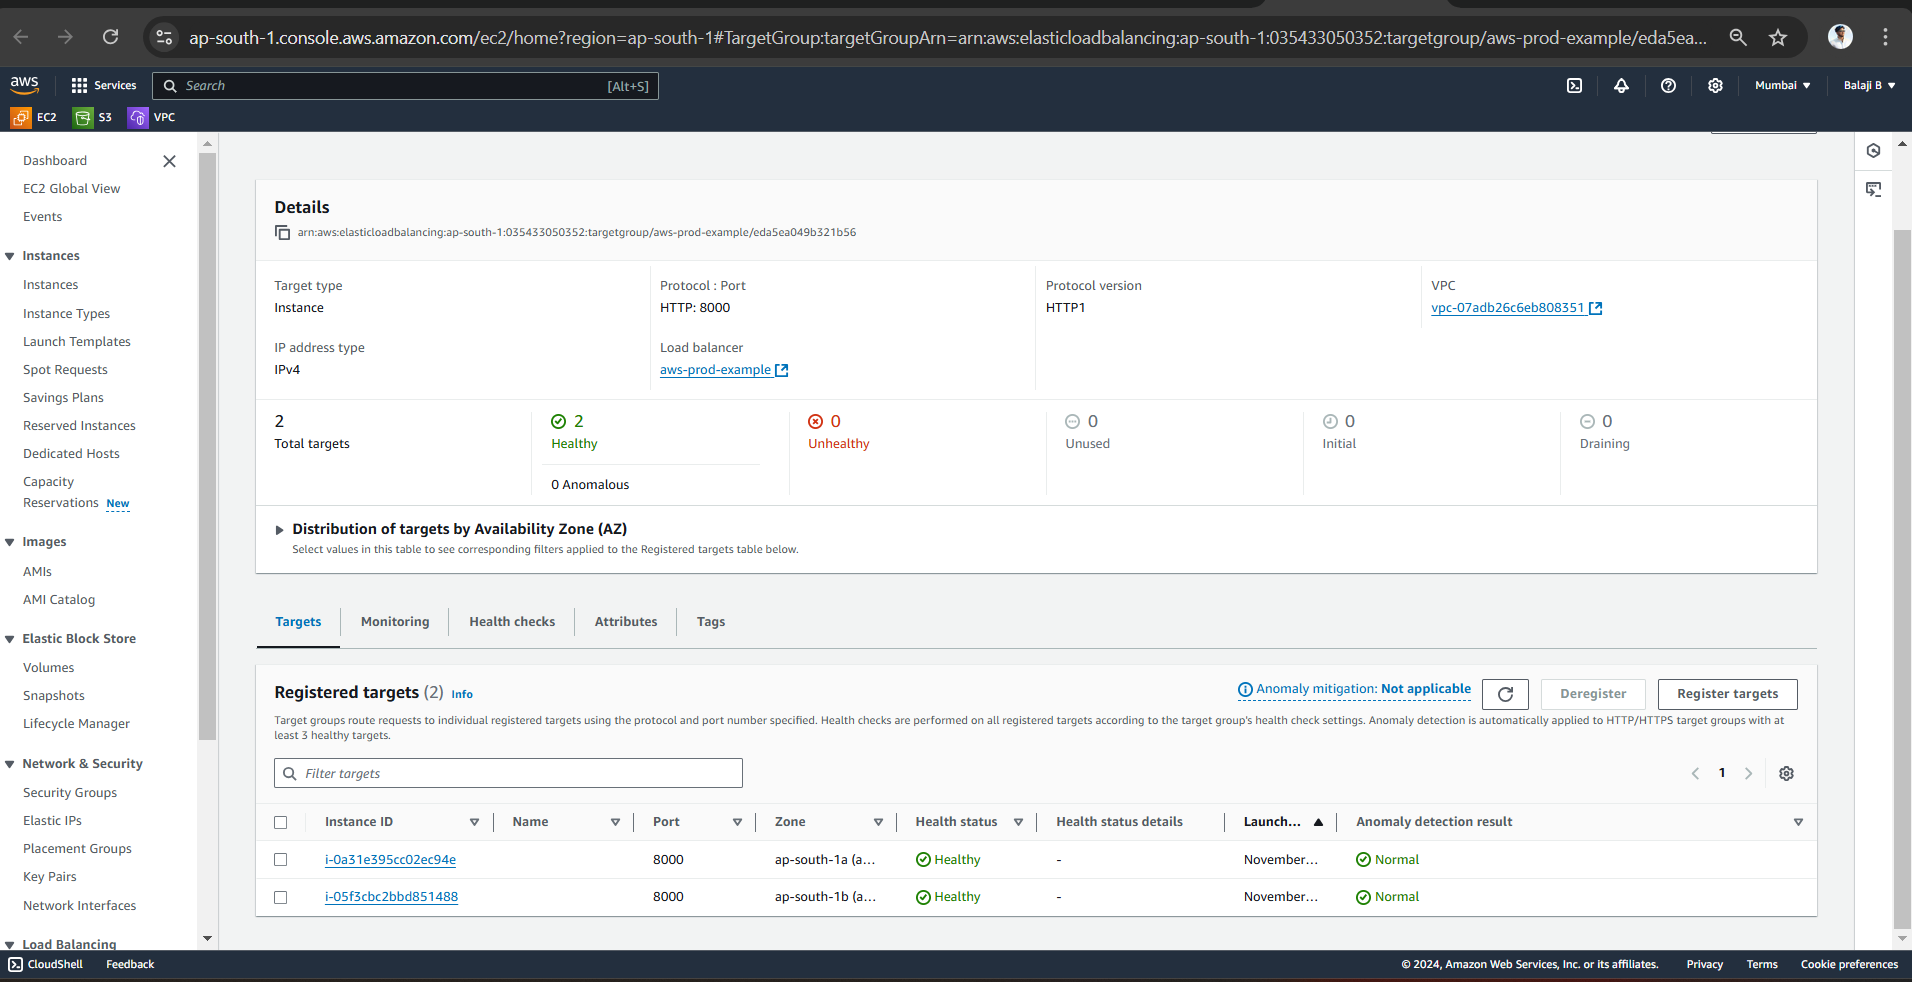 ap-south-1.console.aws.amazon.com/ec2/home?region=ap-south-1#TargetGroup:targetGroupArn=arn:aws:elasticloadbalancing:ap-south-1:035433050352:targetgroup/aws-prod-example/eda5ea...
aws
Services
Search
[Alt+S]
Mumbai
Balaji B
EC2
S3
VPC
Dashboard
EC2 Global View
Events
Instances
Instances
Instance Types
Launch Templates
Spot Requests
Savings Plans
Reserved Instances
Dedicated Hosts
Capacity
Reservations New
Images
AMIs
AMI Catalog
Elastic Block Store
Volumes
Snapshots
Lifecycle Manager
Network & Security
Security Groups
Elastic IPs
Placement Groups
Key Pairs
Network Interfaces
Load Balancing
Details
arn:aws:elasticloadbalancing:ap-south-1:035433050352:targetgroup/aws-prod-example/eda5ea049b321b56
Target type
Instance
Protocol : Port
HTTP: 8000
Protocol version
HTTP1
VPC
vpc-07adb26c6eb808351
IP address type
IPv4
Load balancer
aws-prod-example
2
Total targets
2
Healthy
0 Anomalous
0
Unhealthy
0
Unused
0
Initial
0
Draining
Distribution of targets by Availability Zone (AZ)
Select values in this table to see corresponding filters applied to the Registered targets table below.
Targets
Monitoring
Health checks
Attributes
Tags
Registered targets (2) Info
Anomaly mitigation: Not applicable
Deregister
Register targets
Target groups route requests to individual registered targets using the protocol and port number specified. Health checks are performed on all registered targets according to the target group's health check settings. Anomaly detection is automatically applied to HTTP/HTTPS target groups with at
least 3 healthy targets.
Filter targets
1
Instance ID Name Port Zone Health status Health status details Launch... Anomaly detection result
i-0a31e395cc02ec94e 8000 ap-south-1a (a... Healthy - November... Normal
i-05f3cbc2bbd851488 8000 ap-south-1b (a... Healthy - November... Normal
CloudShell
Feedback
© 2024, Amazon Web Services, Inc. or its affiliates.
Privacy
Terms
Cookie preferences